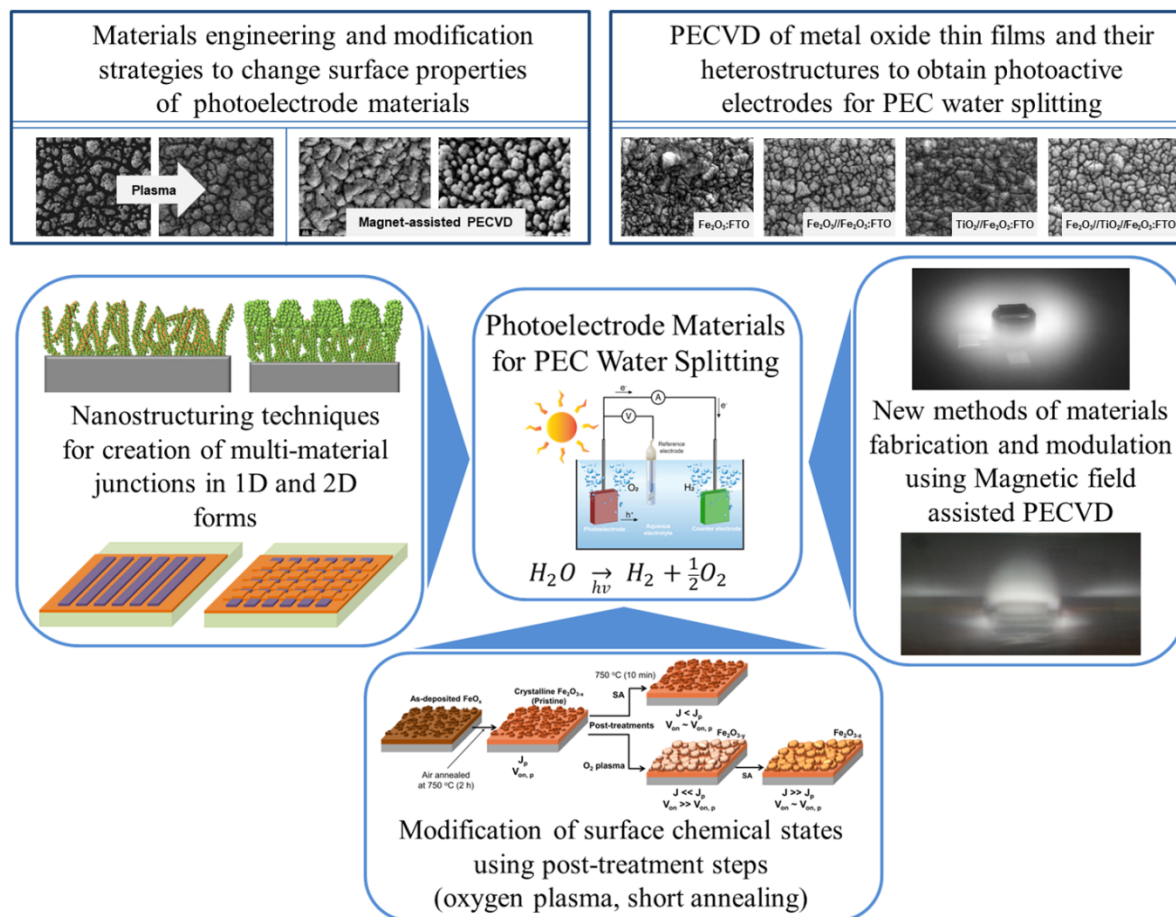 Materials engineering and modification
strategies to change surface properties
of photoelectrode materials
Plasma
Magnet-assisted PECVD
PECVD of metal oxide thin films and their
heterostructures to obtain photoactive
electrodes for PEC water splitting
Fe₂O₃:FTO
Fe₂O₃//Fe₂O₃:FTO
TiO₂//Fe₂O₃:FTO
Fe₂O₃//TiO₂//Fe₂O₃:FTO
Nanostructuring techniques
for creation of multi-material
junctions in 1D and 2D
forms
Photoelectrode Materials
for PEC Water Splitting
e⁻
A
V
e⁻
Reference
electrode
O₂
H₂
h⁺
Photoelectrode
Aqueous
electrolyte
Counter electrode
H₂O →hν H₂ + ½O₂
New methods of materials
fabrication and modulation
using Magnetic field
assisted PECVD
As-deposited FeOₓ
Air annealed
at 750 °C (2 h)
Crystalline Fe₂O₃₋ₓ
(Pristine)
Jₚ
Vₒₙ, ₚ
750 °C (10 min)
SA
Post-treatments
O₂ plasma
J < Jₚ
Vₒₙ ~ Vₒₙ, ₚ
Fe₂O₃₋y
J << Jₚ
Vₒₙ >> Vₒₙ, ₚ
SA
Fe₂O₃₋z
J >> Jₚ
Vₒₙ ~ Vₒₙ, ₚ
Modification of surface chemical states
using post-treatment steps
(oxygen plasma, short annealing)